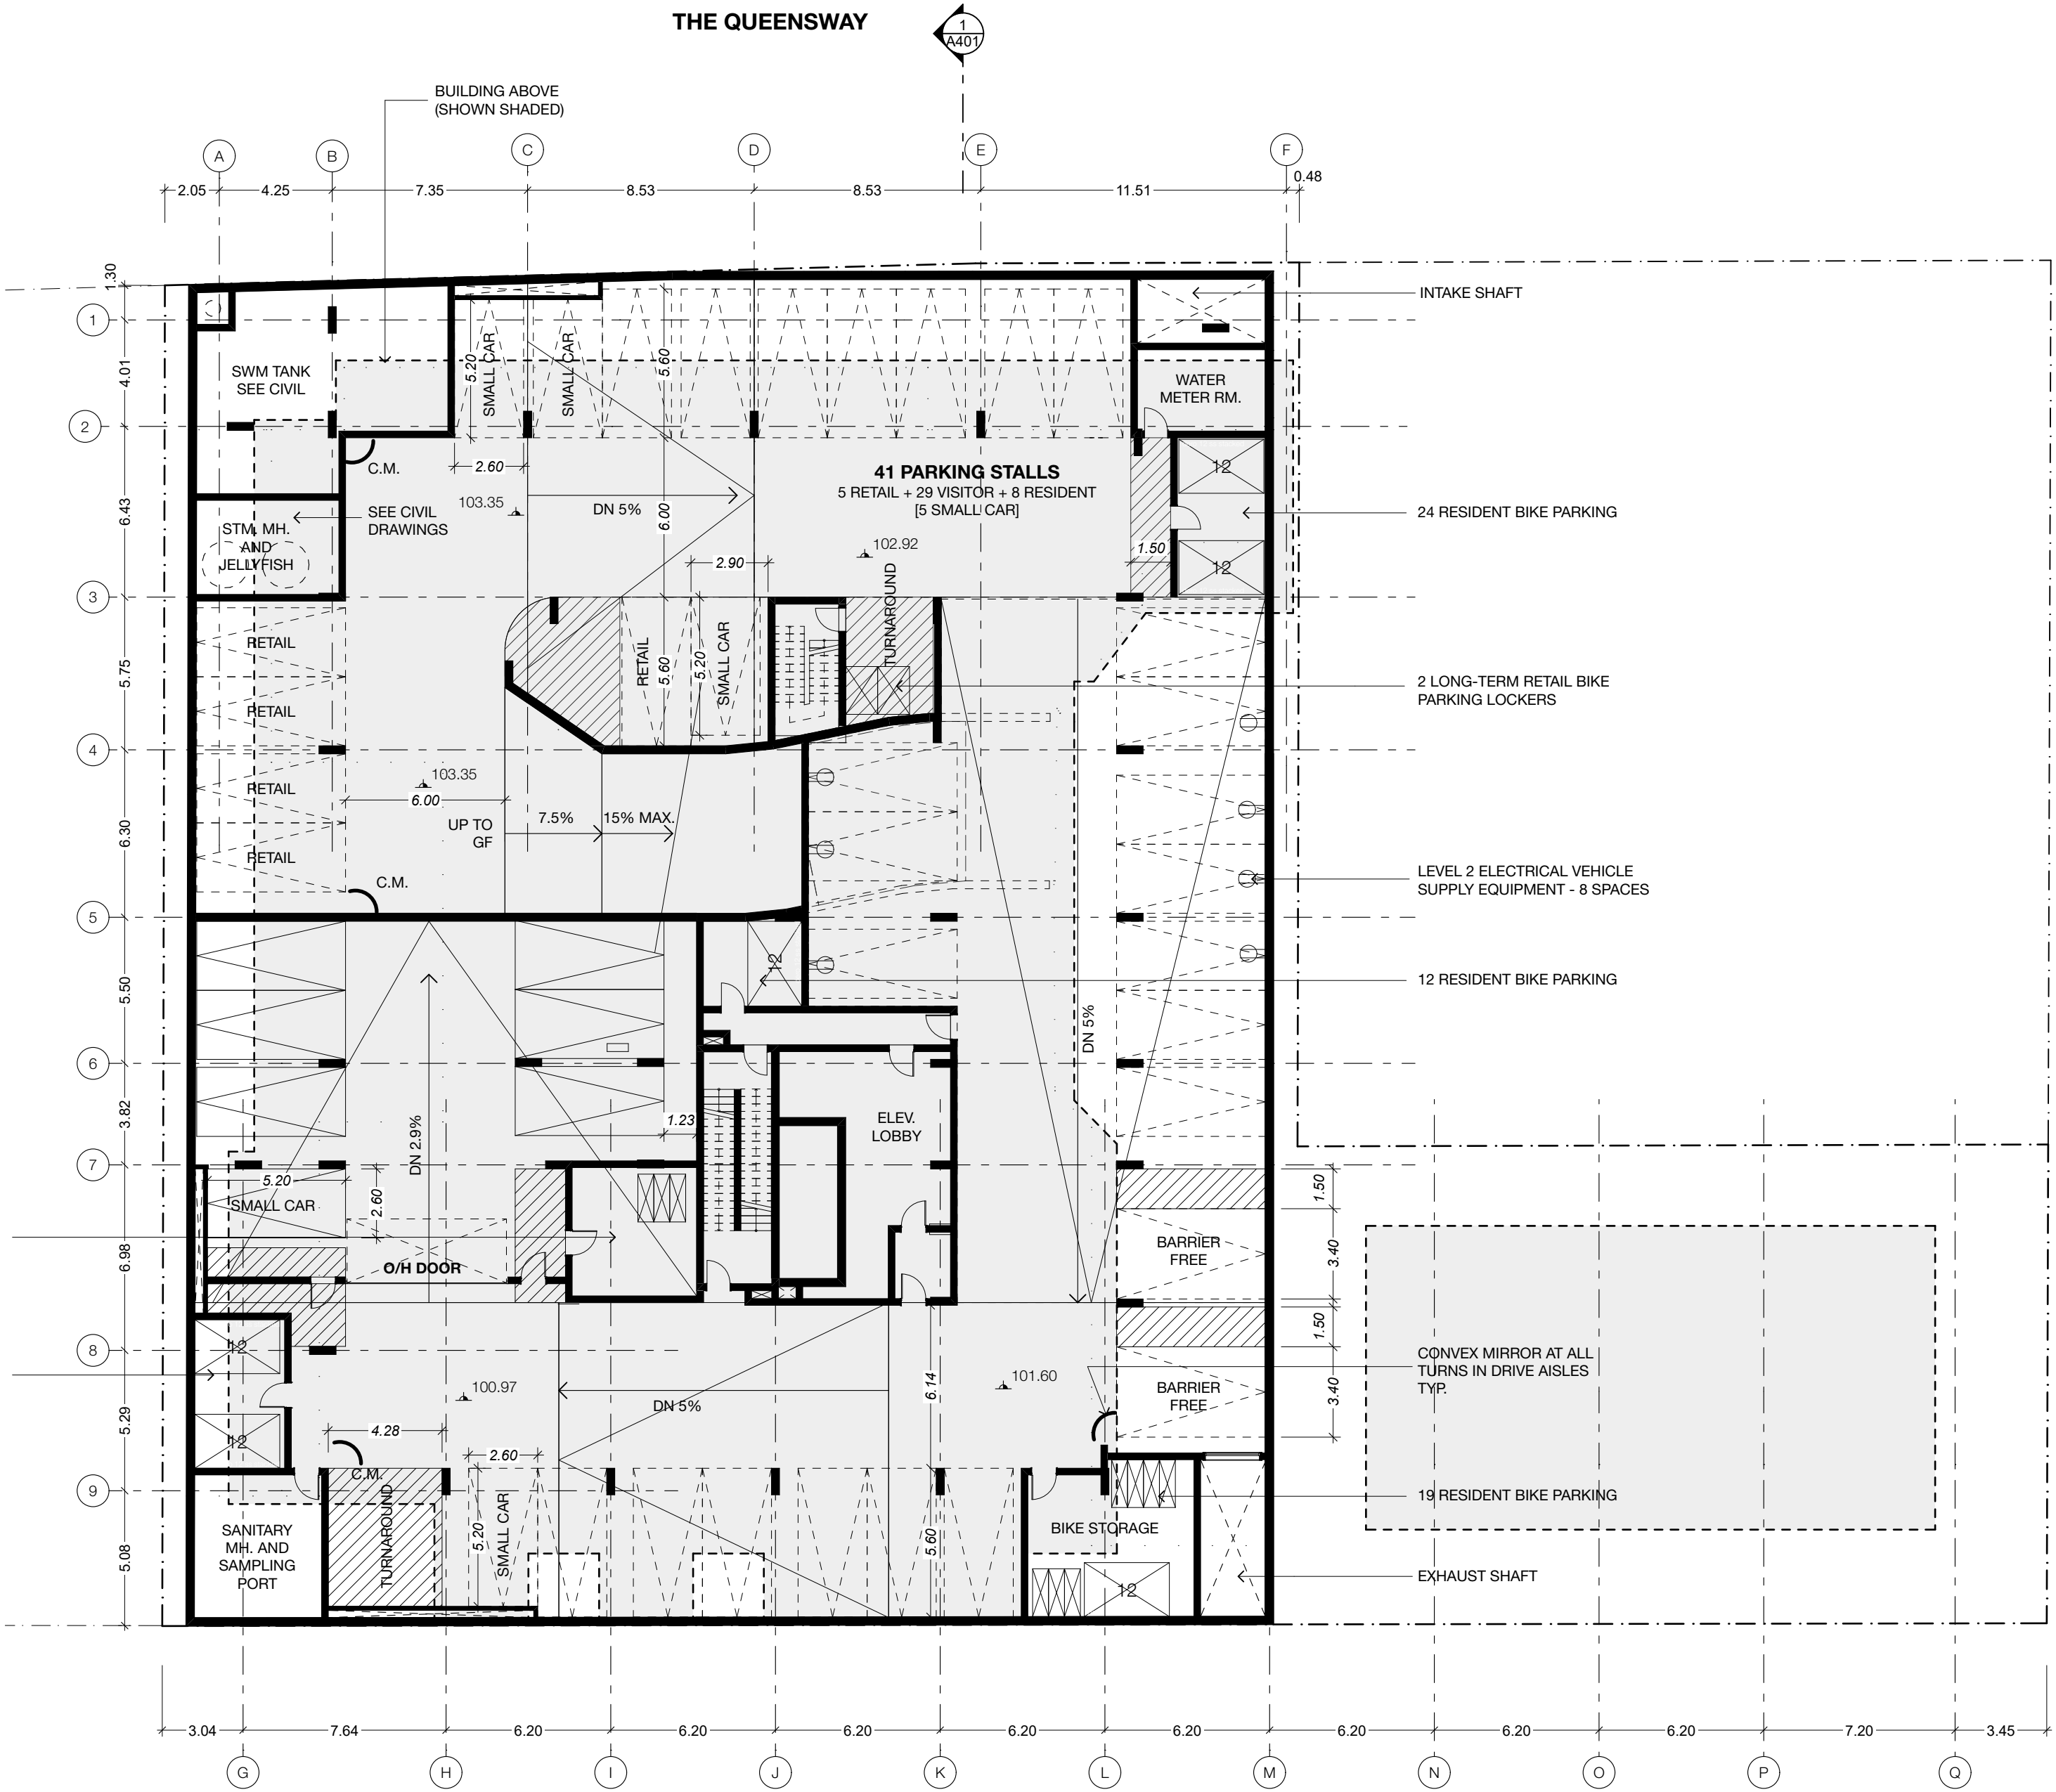 THE QUEENSWAY
1
A401
BUILDING ABOVE
(SHOWN SHADED)
A
B
C
D
E
F
2.05
4.25
7.35
8.53
8.53
11.51
0.48
1.30
1
4.01
2
6.43
3
5.75
4
6.30
5
5.50
6
3.82
7
6.98
8
5.29
9
5.08
INTAKE SHAFT
SWM TANK
SEE CIVIL
5.20
SMALL CAR
SMALL CAR
5.60
WATER
METER RM.
C.M.
2.60
103.35
DN 5%
6.00
41 PARKING STALLS
5 RETAIL + 29 VISITOR + 8 RESIDENT
[5 SMALL CAR]
102.92
12
24 RESIDENT BIKE PARKING
SEE CIVIL
DRAWINGS
STM. MH.
AND
JELLYFISH
2.90
1.50
12
RETAIL
RETAIL
RETAIL
RETAIL
RETAIL
5.60
5.20
SMALL CAR
TURNAROUND
2 LONG-TERM RETAIL BIKE
PARKING LOCKERS
103.35
6.00
UP TO
GF
7.5%
15% MAX.
C.M.
LEVEL 2 ELECTRICAL VEHICLE
SUPPLY EQUIPMENT - 8 SPACES
12
12 RESIDENT BIKE PARKING
DN 5%
DN 2.9%
1.23
ELEV.
LOBBY
5.20
SMALL CAR
2.60
O/H DOOR
1.50
BARRIER
FREE
3.40
1.50
12
12
100.97
DN 5%
6.14
101.60
BARRIER
FREE
3.40
CONVEX MIRROR AT ALL
TURNS IN DRIVE AISLES
TYP.
4.28
C.M.
2.60
TURNAROUND
5.20
SMALL CAR
5.60
SANITARY
MH. AND
SAMPLING
PORT
BIKE STORAGE
19 RESIDENT BIKE PARKING
12
EXHAUST SHAFT
3.04
7.64
6.20
6.20
6.20
6.20
6.20
6.20
6.20
6.20
7.20
3.45
G
H
I
J
K
L
M
N
O
P
Q